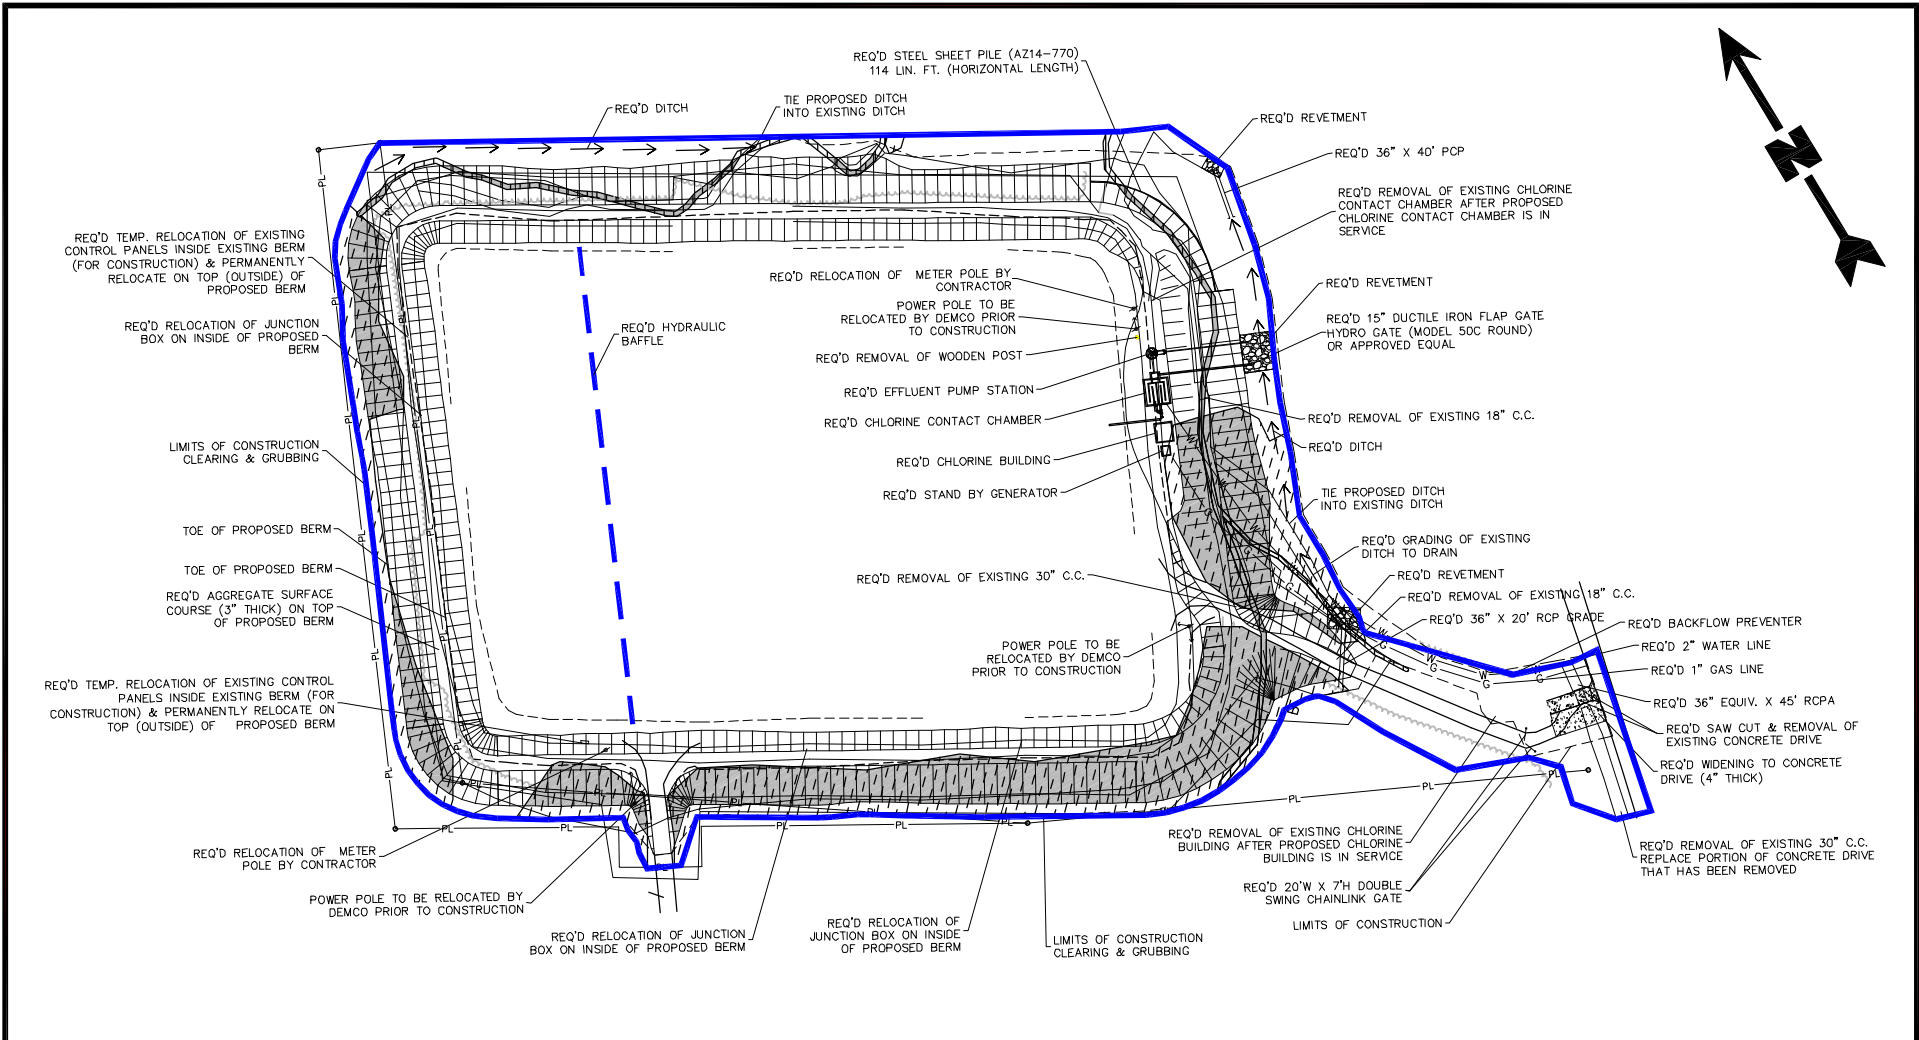 REQ'D STEEL SHEET PILE (AZ14-770)
114 LIN. FT. (HORIZONTAL LENGTH)
REQ'D DITCH
TIE PROPOSED DITCH
INTO EXISTING DITCH
REQ'D REVETMENT
REQ'D 36" X 40' PCP
REQ'D REMOVAL OF EXISTING CHLORINE
CONTACT CHAMBER AFTER PROPOSED
CHLORINE CONTACT CHAMBER IS IN
SERVICE
N
REQ'D TEMP. RELOCATION OF EXISTING
CONTROL PANELS INSIDE EXISTING BERM
(FOR CONSTRUCTION) & PERMANENTLY
RELOCATE ON TOP (OUTSIDE) OF
PROPOSED BERM
REQ'D RELOCATION OF JUNCTION
BOX ON INSIDE OF PROPOSED
BERM
REQ'D HYDRAULIC
BAFFLE
REQ'D RELOCATION OF METER POLE BY
CONTRACTOR
POWER POLE TO BE
RELOCATED BY DEMCO PRIOR
TO CONSTRUCTION
REQ'D REMOVAL OF WOODEN POST
REQ'D EFFLUENT PUMP STATION
REQ'D CHLORINE CONTACT CHAMBER
REQ'D CHLORINE BUILDING
REQ'D STAND BY GENERATOR
REQ'D REVETMENT
REQ'D 15" DUCTILE IRON FLAP GATE
HYDRO GATE (MODEL 50C ROUND)
OR APPROVED EQUAL
REQ'D REMOVAL OF EXISTING 18" C.C.
REQ'D DITCH
TIE PROPOSED DITCH
INTO EXISTING DITCH
LIMITS OF CONSTRUCTION
CLEARING & GRUBBING
TOE OF PROPOSED BERM
TOE OF PROPOSED BERM
REQ'D AGGREGATE SURFACE
COURSE (3" THICK) ON TOP
OF PROPOSED BERM
REQ'D TEMP. RELOCATION OF EXISTING CONTROL
PANELS INSIDE EXISTING BERM (FOR
CONSTRUCTION) & PERMANENTLY RELOCATE ON
TOP (OUTSIDE) OF PROPOSED BERM
REQ'D REMOVAL OF EXISTING 30" C.C.
POWER POLE TO BE
RELOCATED BY DEMCO
PRIOR TO CONSTRUCTION
REQ'D GRADING OF EXISTING
DITCH TO DRAIN
REQ'D REVETMENT
REQ'D REMOVAL OF EXISTING 18" C.C.
REQ'D 36" X 20' RCP GRADE
REQ'D BACKFLOW PREVENTER
REQ'D 2" WATER LINE
REQ'D 1" GAS LINE
REQ'D 36" EQUIV. X 45' RCPA
REQ'D SAW CUT & REMOVAL OF
EXISTING CONCRETE DRIVE
REQ'D WIDENING TO CONCRETE
DRIVE (4" THICK)
REQ'D RELOCATION OF METER
POLE BY CONTRACTOR
POWER POLE TO BE RELOCATED BY
DEMCO PRIOR TO CONSTRUCTION
REQ'D RELOCATION OF JUNCTION
BOX ON INSIDE OF PROPOSED BERM
REQ'D RELOCATION OF
JUNCTION BOX ON INSIDE
OF PROPOSED BERM
LIMITS OF CONSTRUCTION
CLEARING & GRUBBING
REQ'D REMOVAL OF EXISTING CHLORINE
BUILDING AFTER PROPOSED CHLORINE
BUILDING IS IN SERVICE
REQ'D 20'W X 7'H DOUBLE
SWING CHAINLINK GATE
LIMITS OF CONSTRUCTION
REQ'D REMOVAL OF EXISTING 30" C.C.
REPLACE PORTION OF CONCRETE DRIVE
THAT HAS BEEN REMOVED
PL
PL
PL
PL
PL
PL
PL
PL
PL
PL
PL
PL
PL
PL
W
G
W
G
W
G